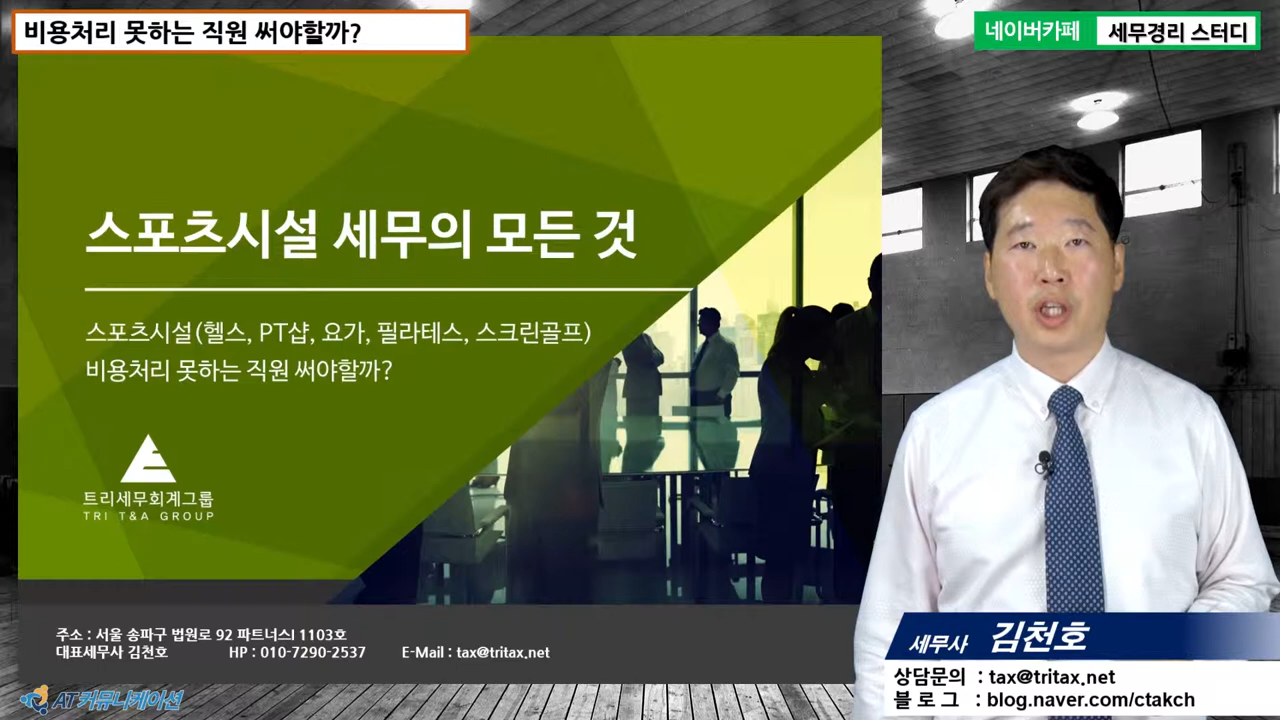 비용처리 못하는 직원 써야할까?
네이버카페 세무경리 스터디
스포츠시설 세무의 모든 것
스포츠시설(헬스, PT샵, 요가, 필라테스, 스크린골프)
비용처리 못하는 직원 써야할까?
트리세무회계그룹
TRI T&A GROUP
주소 : 서울 송파구 법원로 92 파트너스I 1103호
대표세무사 김천호 HP : 010-7290-2537 E-Mail : tax@tritax.net
AT커뮤니케이션
세무사 김천호
상담문의 : tax@tritax.net
블로그 : blog.naver.com/ctakch